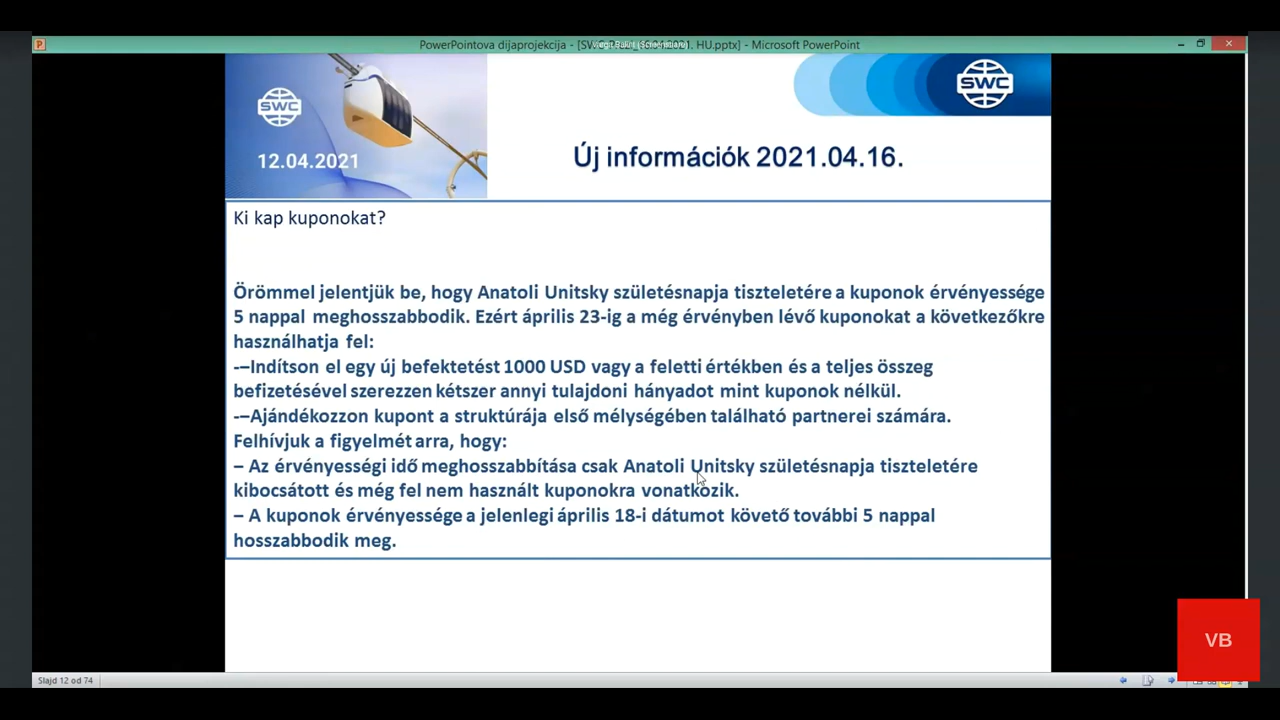 PowerPointova dijaprojekcija - [SW HU.pptx] - Microsoft PowerPoint
SWC
12.04.2021
SWC
Új információk 2021.04.16.
Ki kap kuponokat?
Örömmel jelentjük be, hogy Anatoli Unitsky születésnapja tiszteletére a kuponok érvényessége
5 nappal meghosszabbodik. Ezért április 23-ig a még érvényben lévő kuponokat a következőkre
használhatja fel:
-–Indítson el egy új befektetést 1000 USD vagy a feletti értékben és a teljes összeg
befizetésével szerezzen kétszer annyi tulajdoni hányadot mint kuponok nélkül.
-–Ajándékozzon kupont a struktúrája első mélységében található partnerei számára.
Felhívjuk a figyelmét arra, hogy:
– Az érvényességi idő meghosszabbítása csak Anatoli Unitsky születésnapja tiszteletére
kibocsátott és még fel nem használt kuponokra vonatkozik.
– A kuponok érvényessége a jelenlegi április 18-i dátumot követő további 5 nappal
hosszabbodik meg.
VB
Slajd 12 od 74